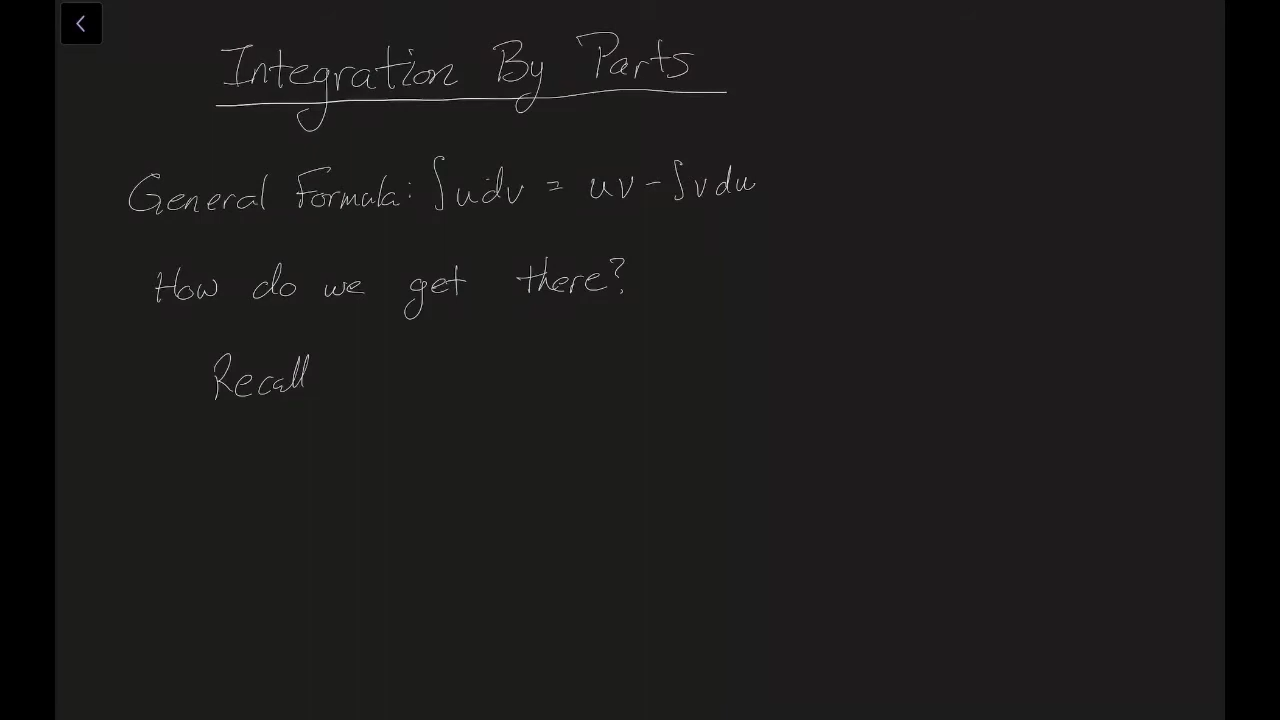 Integration By Parts
General Formula: ∫udv = uv - ∫vdu
How do we get there?
Recall